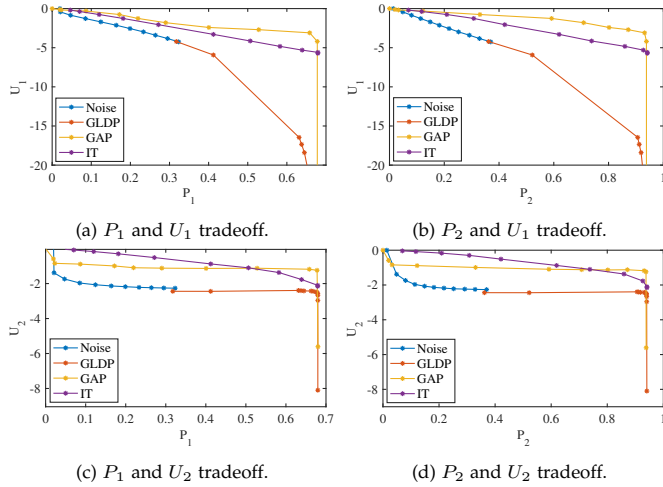 0
-5
-10
-15
-20
U1
Noise
GLDP
GAP
IT
0 0.1 0.2 0.3 0.4 0.5 0.6
P1
(a) P1 and U1 tradeoff.
0
-5
-10
-15
-20
U1
Noise
GLDP
GAP
IT
0 0.2 0.4 0.6 0.8 1
P2
(b) P2 and U1 tradeoff.
0
-2
-4
-6
-8
U2
Noise
GLDP
GAP
IT
0 0.1 0.2 0.3 0.4 0.5 0.6 0.7
P1
(c) P1 and U2 tradeoff.
0
-2
-4
-6
-8
U2
Noise
GLDP
GAP
IT
0 0.2 0.4 0.6 0.8 1
P2
(d) P2 and U2 tradeoff.